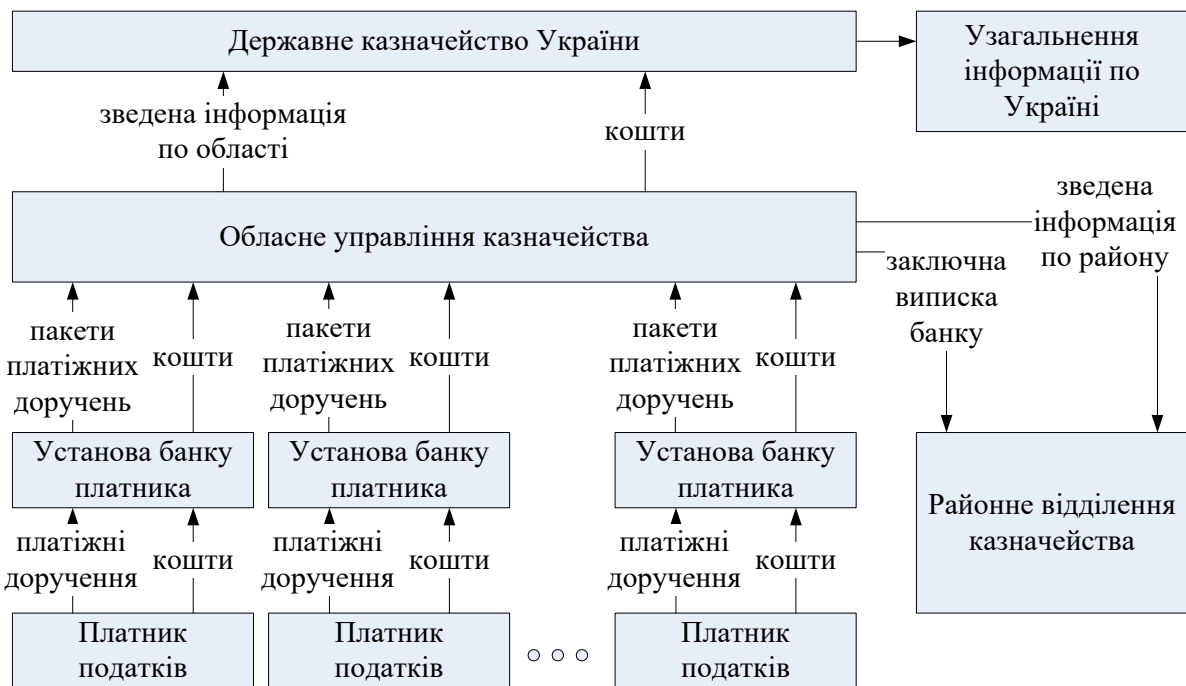 Державне казначейство України
Узагальнення
інформації по
Україні
зведена інформація
по області
кошти
Обласне управління казначейства
зведена
інформація
по району
заключна
виписка
банку
пакети
платіжних
доручень
кошти
пакети
платіжних
доручень
кошти
пакети
платіжних
доручень
кошти
Установа банку
платника
Установа банку
платника
Установа банку
платника
Районне відділення
казначейства
платіжні
доручення
кошти
платіжні
доручення
кошти
платіжні
доручення
кошти
Платник
податків
Платник
податків
Платник
податків